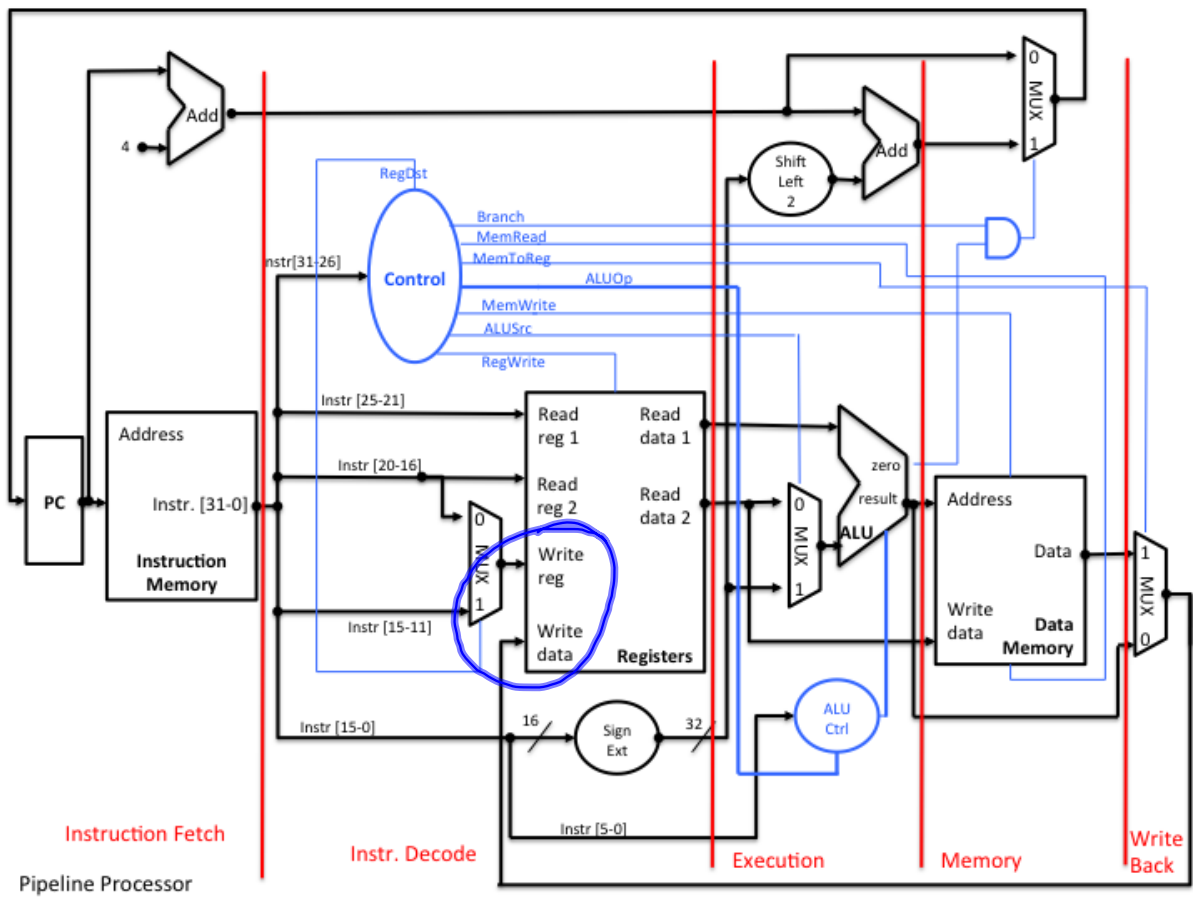 0
MUX
1
Add
4
Add
Shift
Left
2
RegDst
Branch
MemRead
MemToReg
ALUOp
MemWrite
ALUSrc
RegWrite
Control
nstr[31-26]
Instr [25-21]
Instr [20-16]
Instr [15-11]
Instr [15-0]
Address
Instr. [31-0]
Instruction
Memory
PC
0
MUX
1
Read
reg 1
Read
reg 2
Write
reg
Write
data
Read
data 1
Read
data 2
Registers
0
MUX
1
zero
result
ALU
Address
Data
Write
data
Data
Memory
1
MUX
0
16
Sign
Ext
32
ALU
Ctrl
Instr [5-0]
Instruction Fetch
Instr. Decode
Execution
Memory
Write
Back
Pipeline Processor